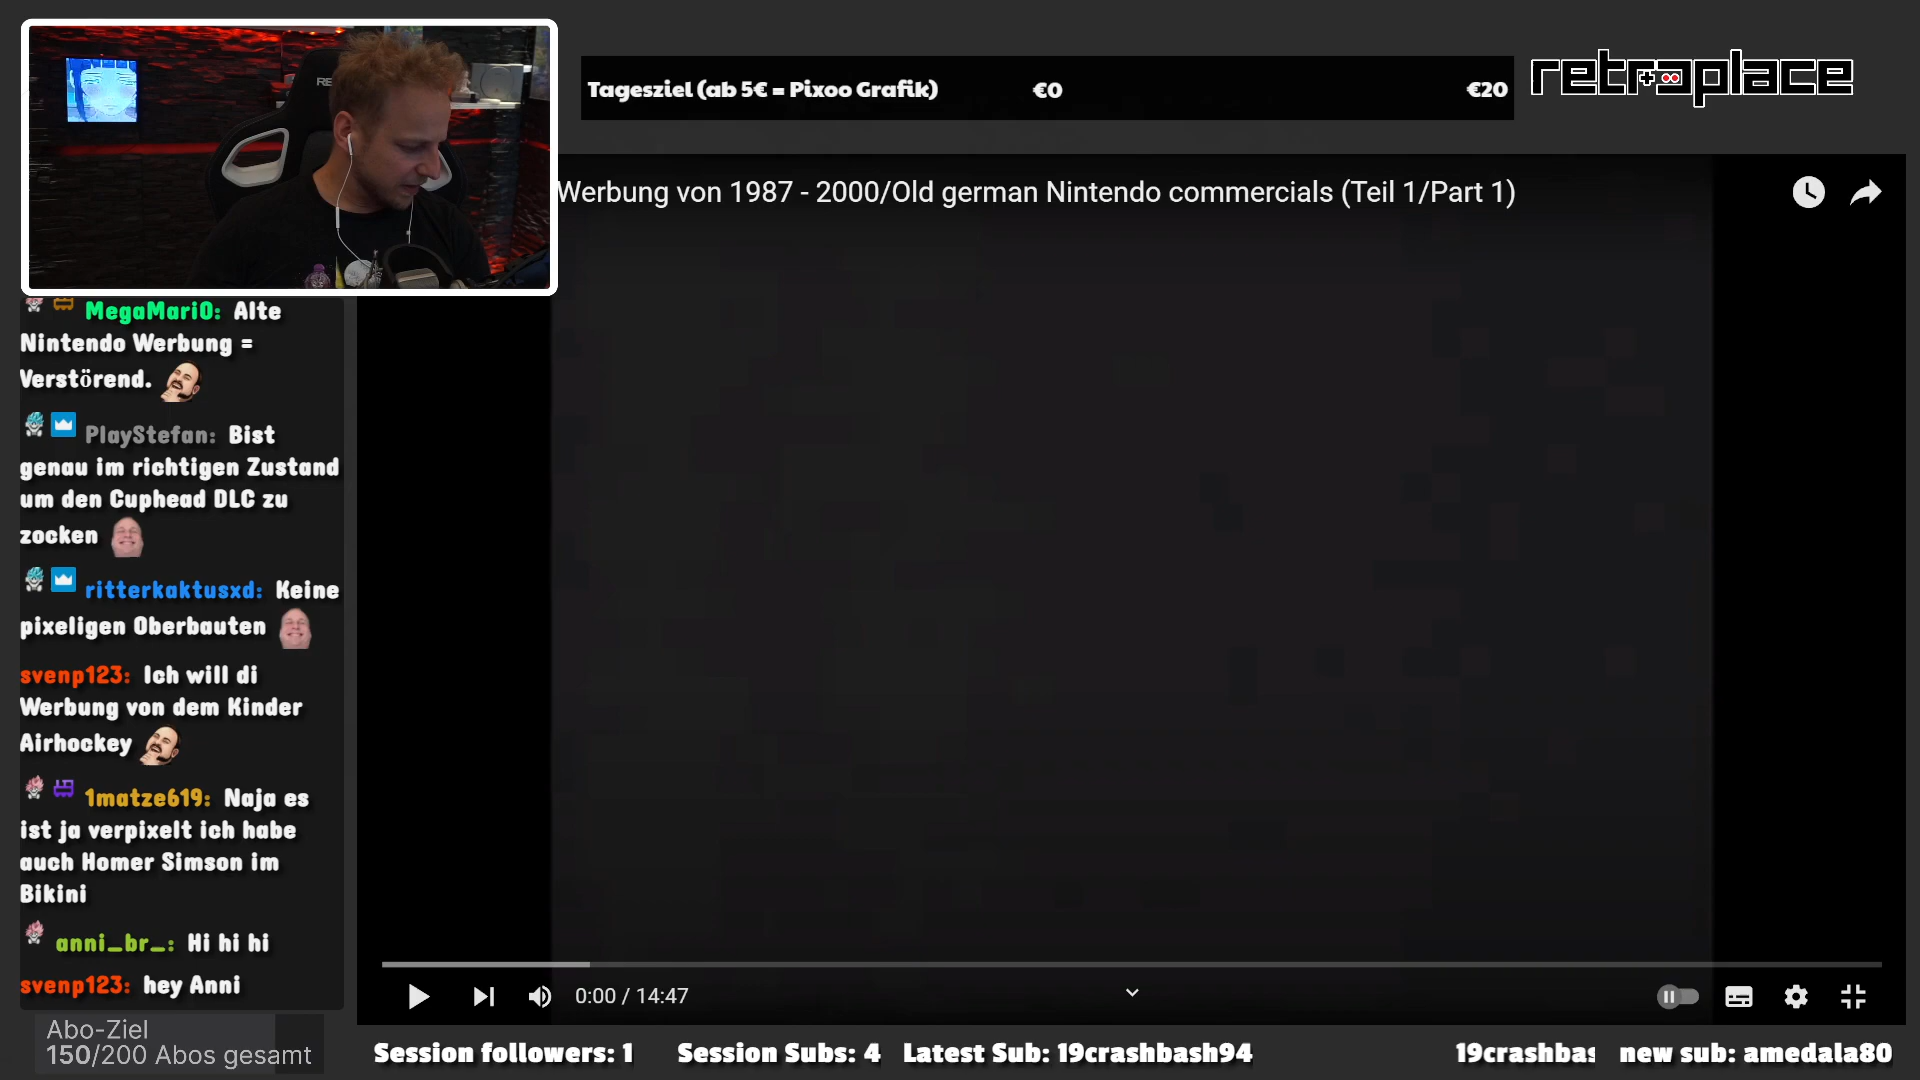 RE
Tagesziel (ab 5€ = Pixoo Grafik) €0 €20
retroplace
Werbung von 1987 - 2000/Old german Nintendo commercials (Teil 1/Part 1)
MegaMari0: Alte
Nintendo Werbung =
Verstörend.
PlayStefan: Bist
genau im richtigen Zustand
um den Cuphead DLC zu
zocken
ritterkaktusxd: Keine
pixeligen Oberbauten
svenp123: Ich will di
Werbung von dem Kinder
Airhockey
1matze619: Naja es
ist ja verpixelt ich habe
auch Homer Simson im
Bikini
anni_br_: Hi hi hi
svenp123: hey Anni
0:00 / 14:47
Abo-Ziel
150/200 Abos gesamt
Session followers: 1 Session Subs: 4 Latest Sub: 19crashbash94 19crashbas new sub: amedala80